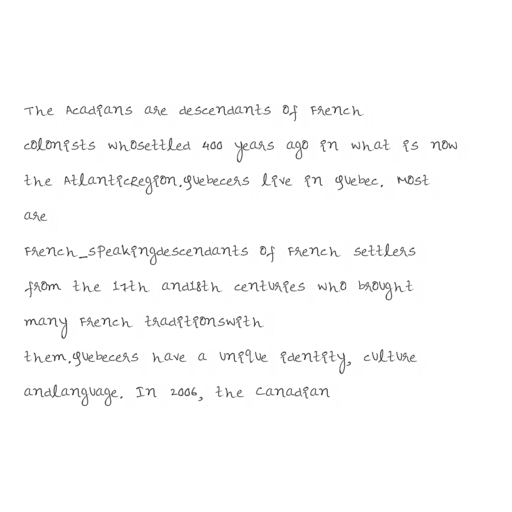 The Acadians are descendants of French
colonists whosettled 400 years ago in what is now
the AtlanticRegion.Quebecers live in Quebec. Most
are
French_speakingdescendants of French settlers
from the 17th and18th centuries who brought
many French traditionswith
them.Quebecers have a unique identity, culture
andlanguage. In 2006, the Canadian